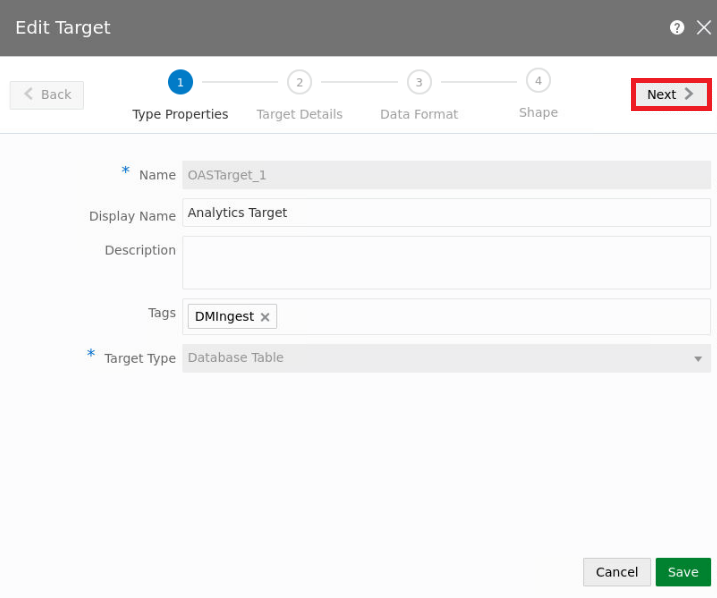 Edit Target
?
Back
1
2
3
4
Next
Type Properties
Target Details
Data Format
Shape
* Name OASTarget_1
Display Name Analytics Target
Description
Tags DMIngest
* Target Type Database Table
Cancel Save